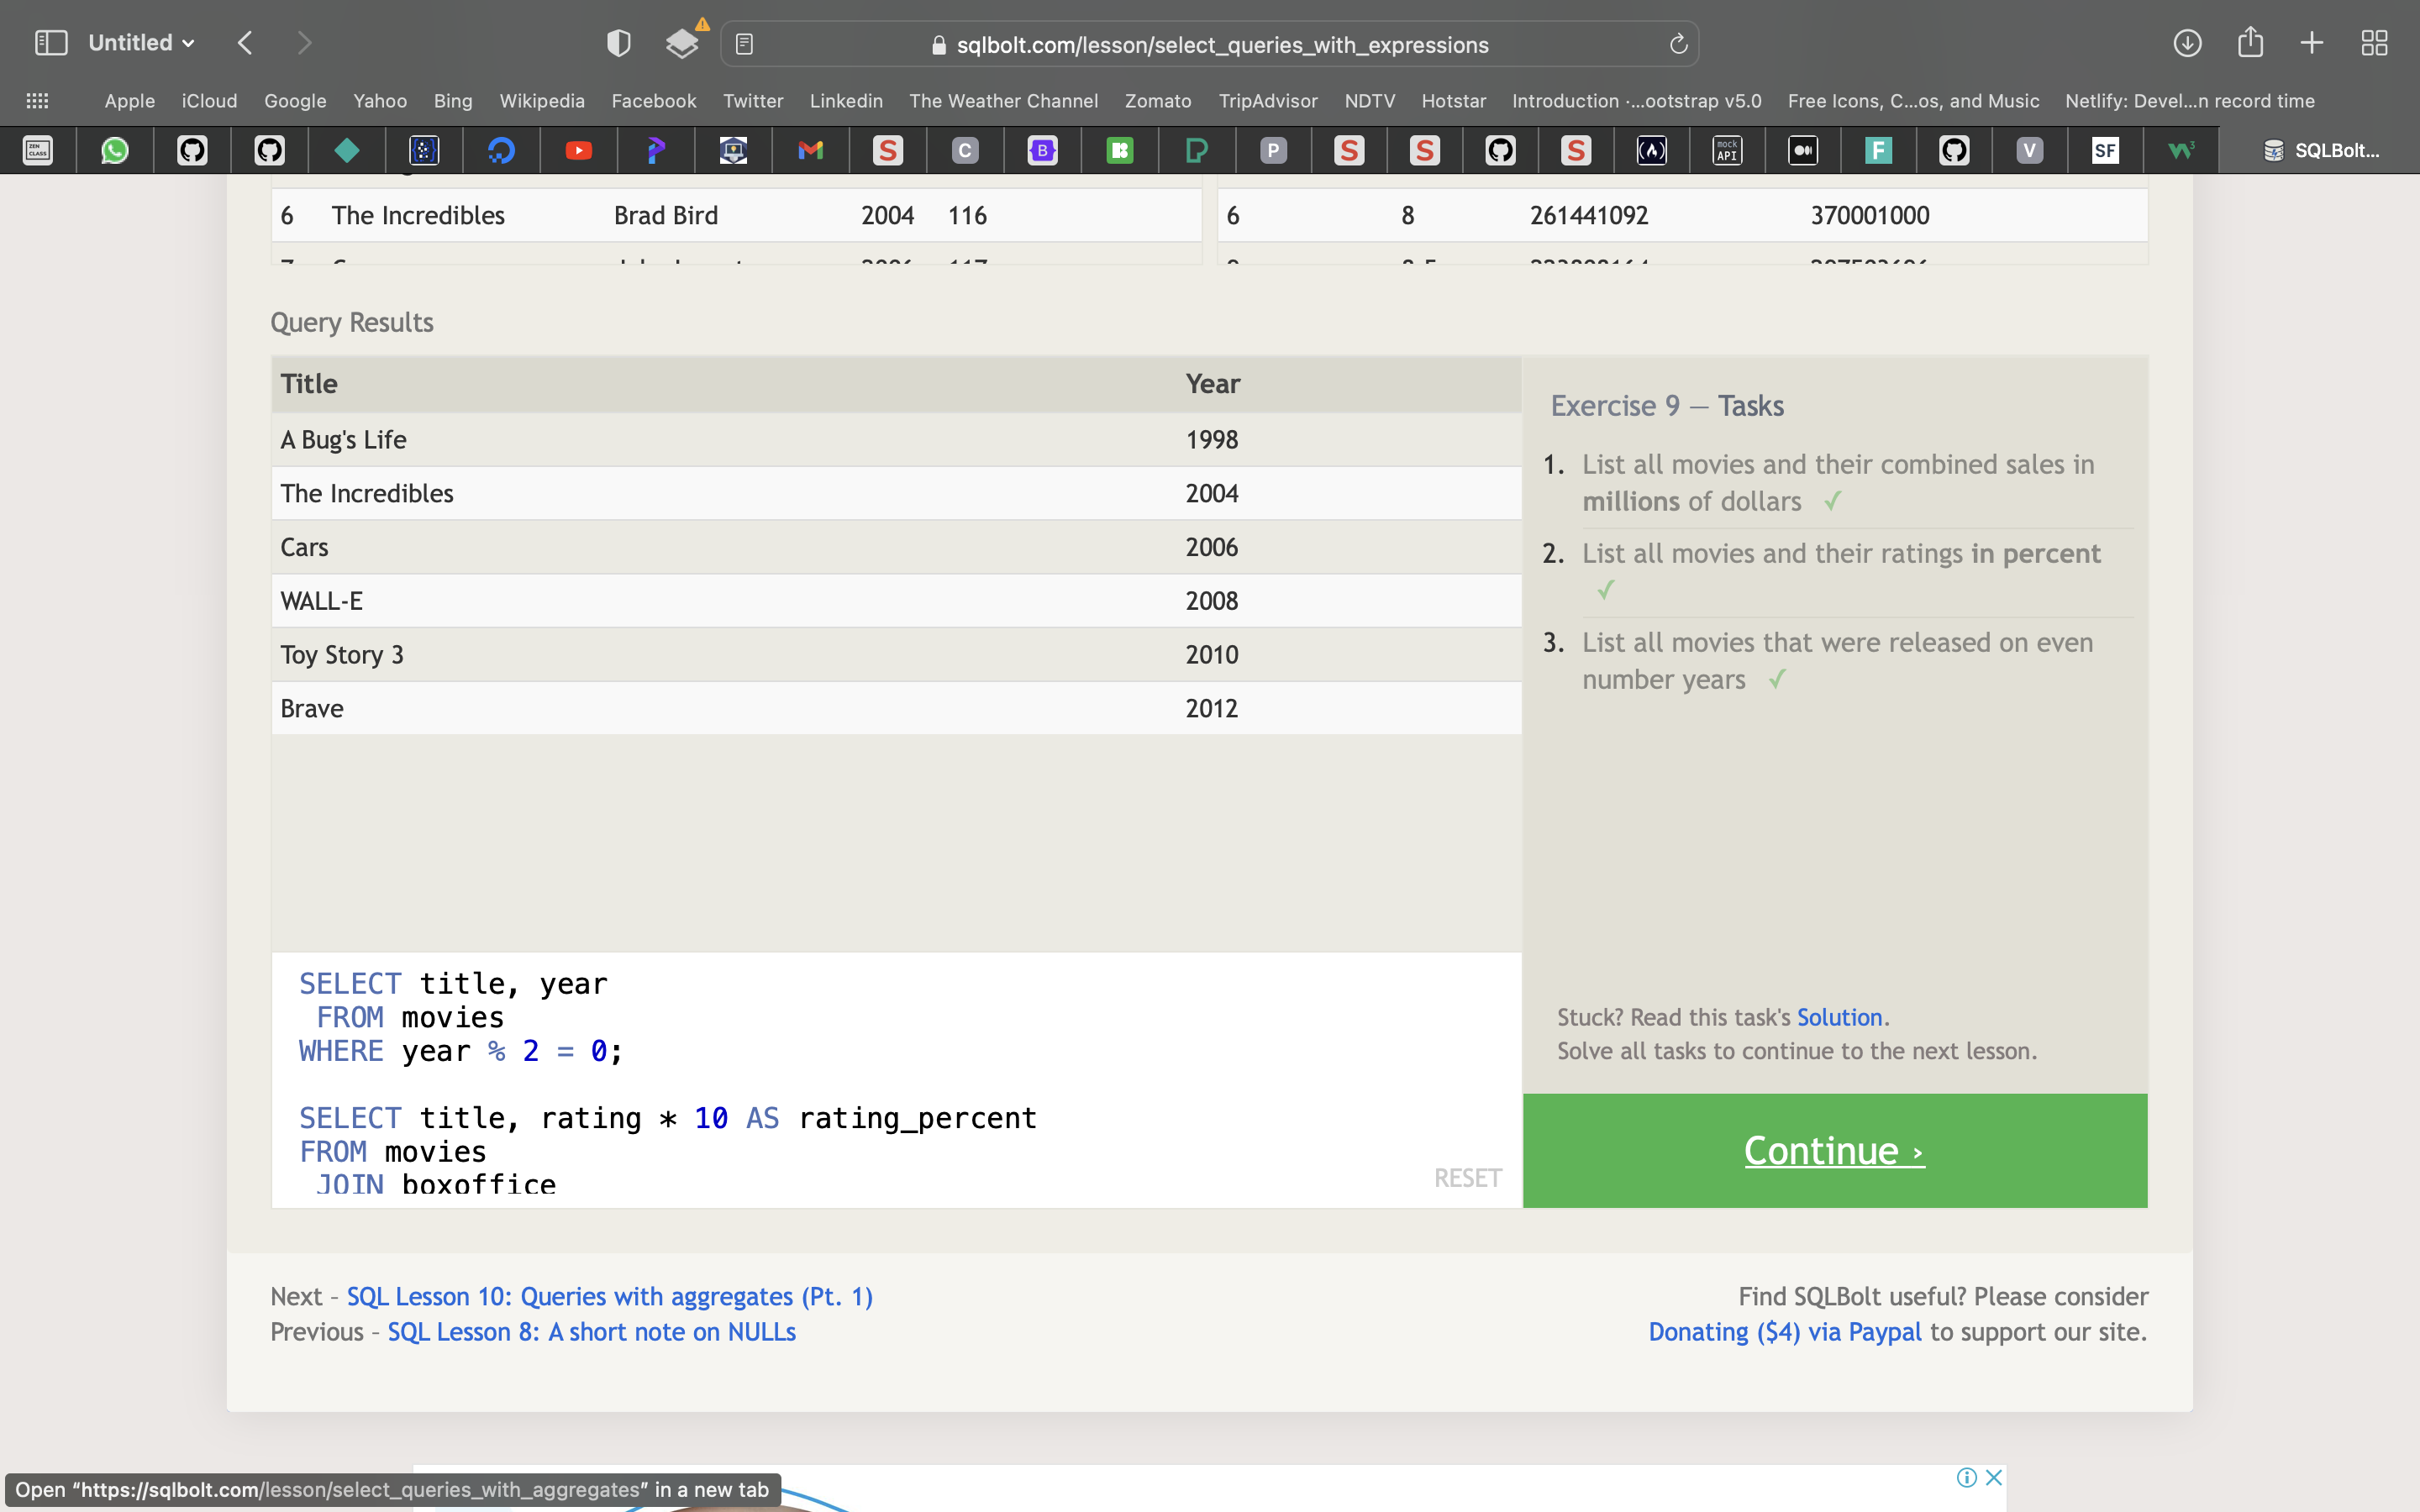 Untitled
sqlbolt.com/lesson/select_queries_with_expressions
Apple iCloud Google Yahoo Bing Wikipedia Facebook Twitter Linkedin The Weather Channel Zomato TripAdvisor NDTV Hotstar Introduction ·...ootstrap v5.0 Free Icons, C...os, and Music Netlify: Devel...n record time
ZEN CLASS S C B P S S S mock API F V SF SQLBolt...
6 The Incredibles Brad Bird 2004 116 6 8 261441092 370001000
Query Results
Title Year
A Bug's Life 1998
The Incredibles 2004
Cars 2006
WALL-E 2008
Toy Story 3 2010
Brave 2012
Exercise 9 — Tasks
1. List all movies and their combined sales in
millions of dollars ✓
2. List all movies and their ratings in percent
✓
3. List all movies that were released on even
number years ✓
Stuck? Read this task's Solution.
Solve all tasks to continue to the next lesson.
Continue ›
SELECT title, year
FROM movies
WHERE year % 2 = 0;
SELECT title, rating * 10 AS rating_percent
FROM movies
JOIN boxoffice
RESET
Next – SQL Lesson 10: Queries with aggregates (Pt. 1)
Previous – SQL Lesson 8: A short note on NULLs
Find SQLBolt useful? Please consider
Donating ($4) via Paypal to support our site.
Open “https://sqlbolt.com/lesson/select_queries_with_aggregates” in a new tab